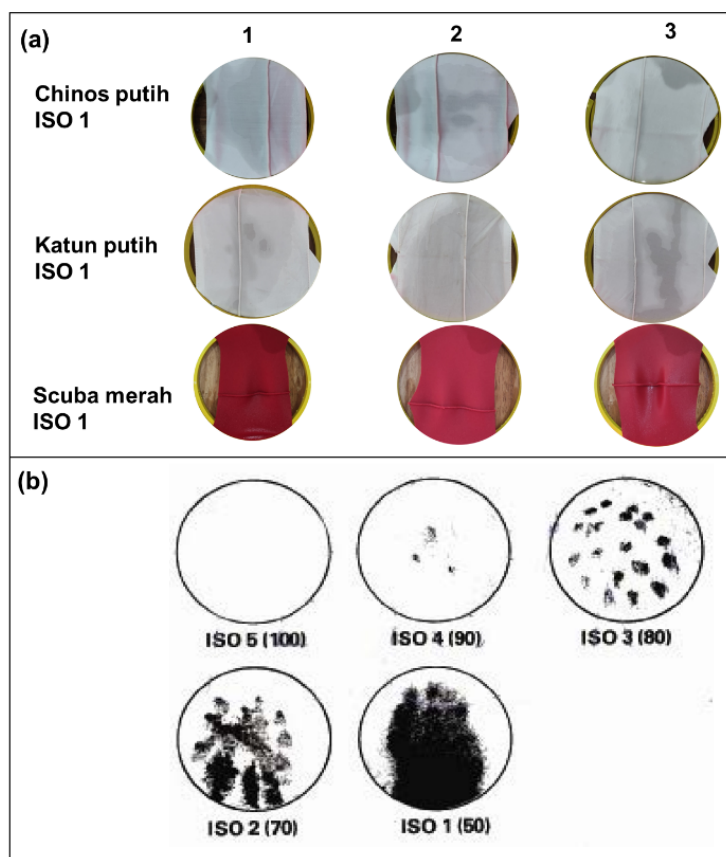 (a)
1 2 3
Chinos putih
ISO 1
Katun putih
ISO 1
Scuba merah
ISO 1
(b)
ISO 5 (100) ISO 4 (90) ISO 3 (80)
ISO 2 (70) ISO 1 (50)